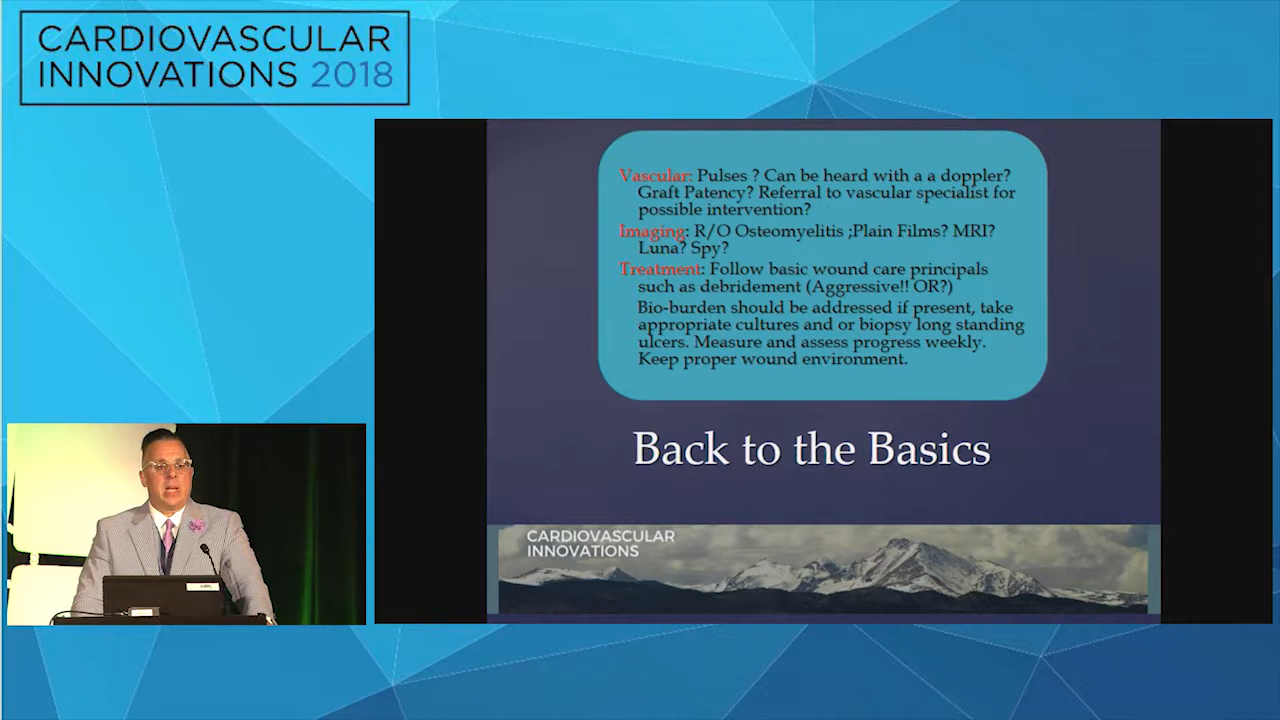 CARDIOVASCULAR
INNOVATIONS 2018
Vascular: Pulses ? Can be heard with a a doppler?
Graft Patency? Referral to vascular specialist for
possible intervention?
Imaging: R/O Osteomyelitis ;Plain Films? MRI?
Luna? Spy?
Treatment: Follow basic wound care principals
such as debridement (Aggressive!! OR?)
Bio-burden should be addressed if present, take
appropriate cultures and or biopsy long standing
ulcers. Measure and assess progress weekly.
Keep proper wound environment.
Back to the Basics
CARDIOVASCULAR
INNOVATIONS